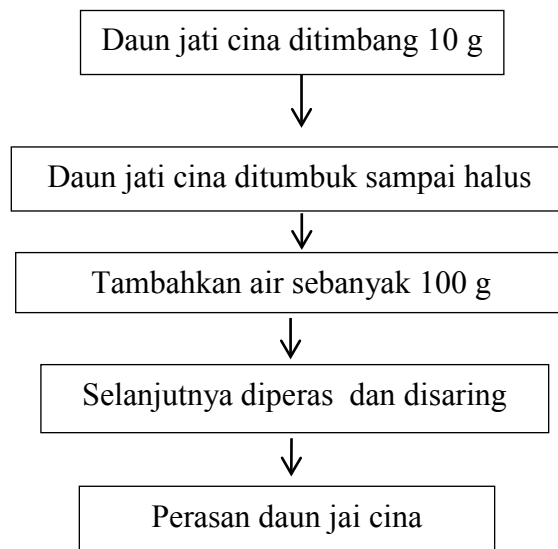 Daun jati cina ditimbang 10 g
Daun jati cina ditumbuk sampai halus
Tambahkan air sebanyak 100 g
Selanjutnya diperas dan disaring
Perasan daun jai cina